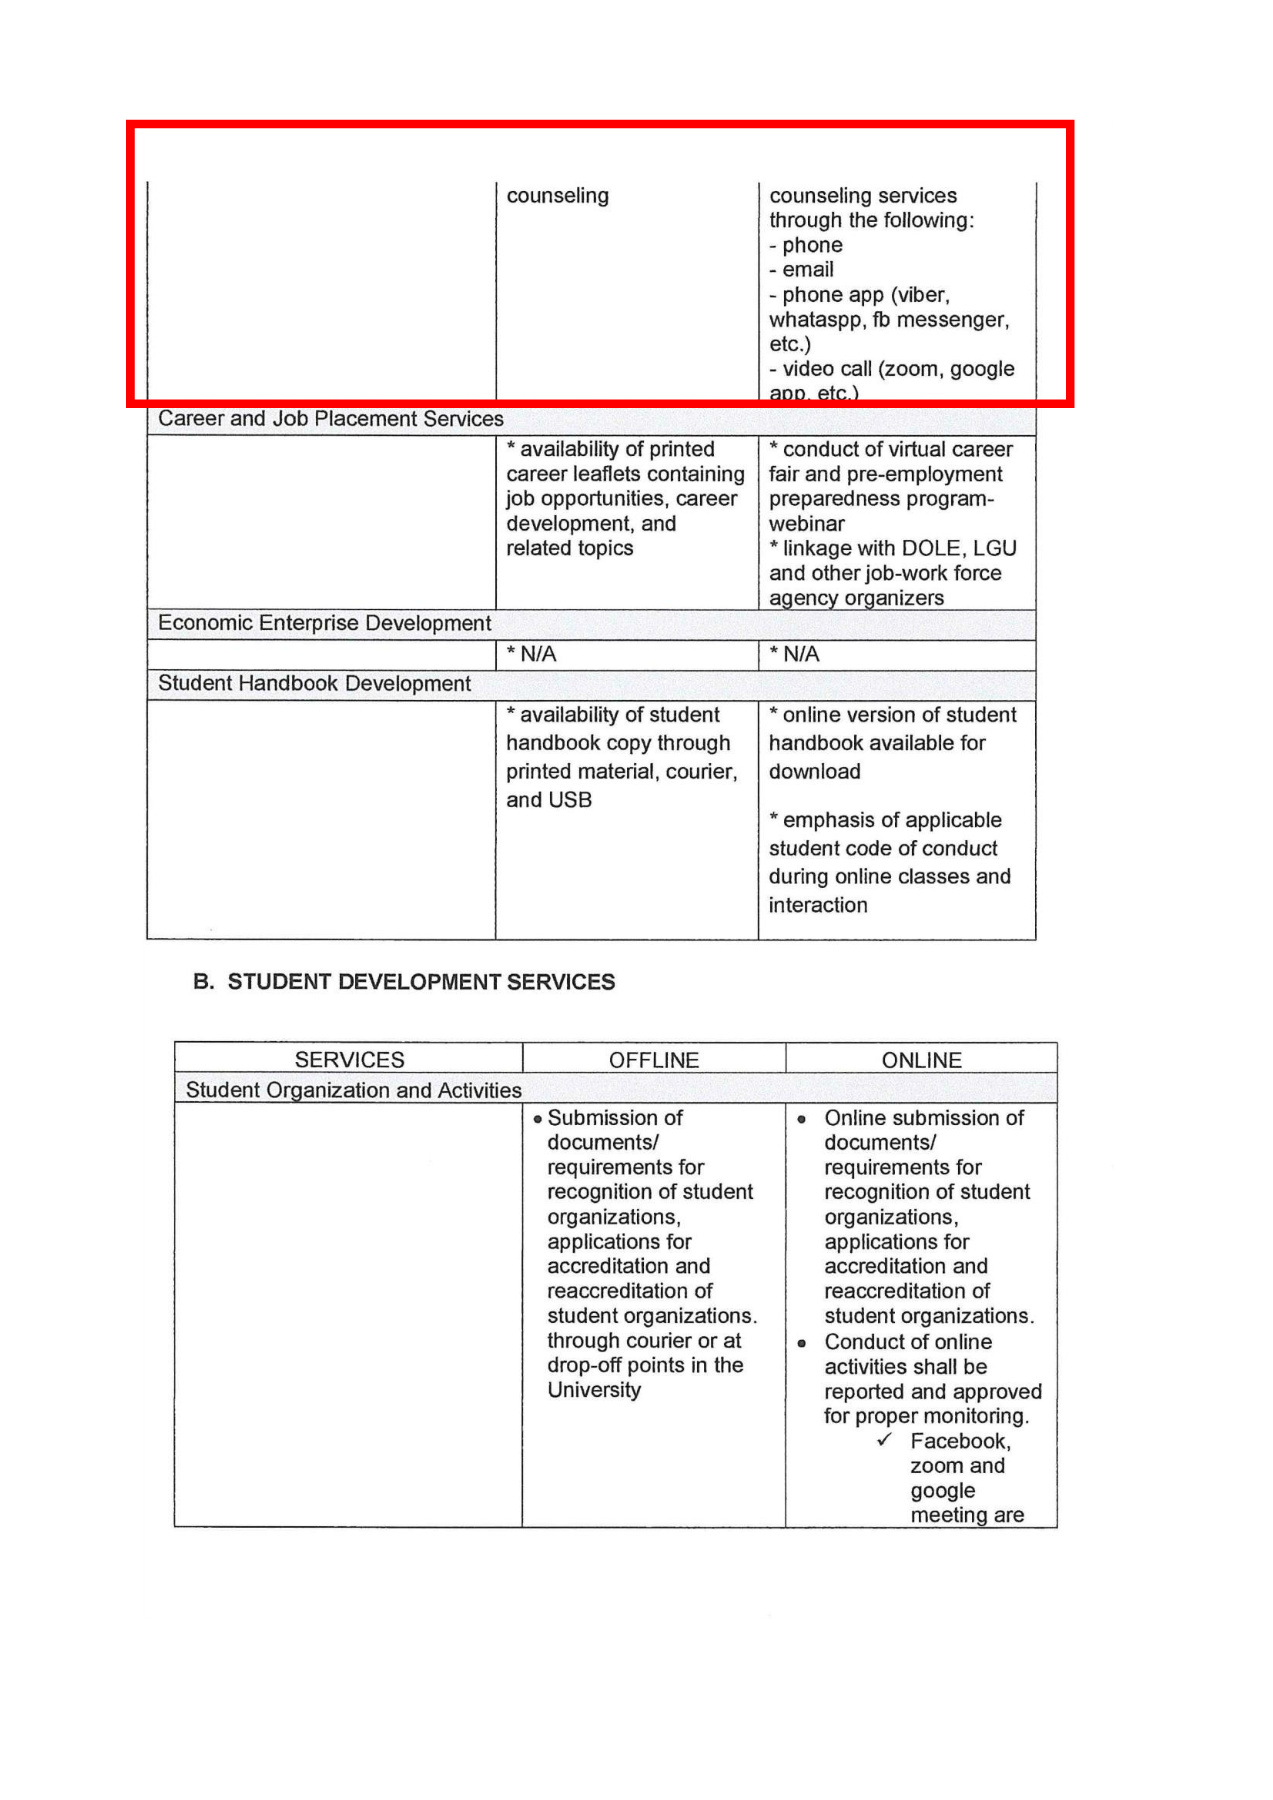 counseling
counseling services
through the following:
- phone
- email
- phone app (viber,
whataspp, fb messenger,
etc.)
- video call (zoom, google
app, etc.)
Career and Job Placement Services
* availability of printed
career leaflets containing
job opportunities, career
development, and
related topics
* conduct of virtual career
fair and pre-employment
preparedness program-
webinar
* linkage with DOLE, LGU
and other job-work force
agency organizers
Economic Enterprise Development
* N/A
* N/A
Student Handbook Development
* availability of student
handbook copy through
printed material, courier,
and USB
* online version of student
handbook available for
download
* emphasis of applicable
student code of conduct
during online classes and
interaction
B. STUDENT DEVELOPMENT SERVICES
SERVICES
OFFLINE
ONLINE
Student Organization and Activities
• Submission of
documents/
requirements for
recognition of student
organizations,
applications for
accreditation and
reaccreditation of
student organizations.
through courier or at
drop-off points in the
University
• Online submission of
documents/
requirements for
recognition of student
organizations,
applications for
accreditation and
reaccreditation of
student organizations.
• Conduct of online
activities shall be
reported and approved
for proper monitoring.
✓ Facebook,
zoom and
google
meeting are